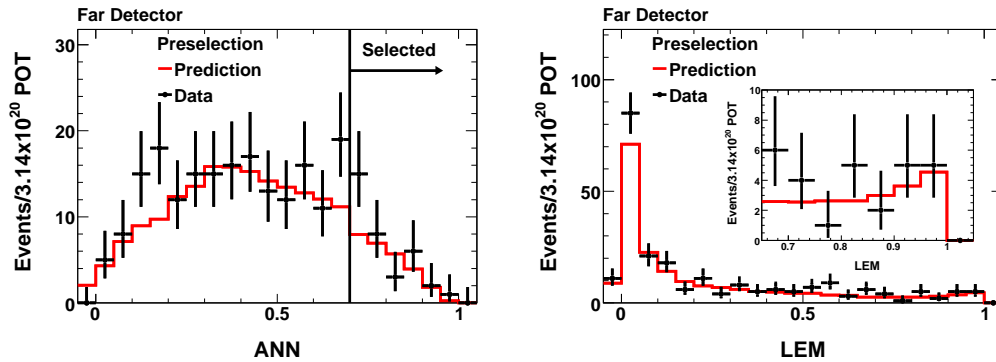 Far Detector
Preselection
Prediction
Data
Selected
Events/3.14x10^20 POT
30
20
10
0
0
0.5
1
ANN
Far Detector
Preselection
Prediction
Data
Events/3.14x10^20 POT
100
50
0
0
0.5
1
LEM
Events/3.14x10^20 POT
10
8
6
4
2
0
0.7
0.8
0.9
1
LEM